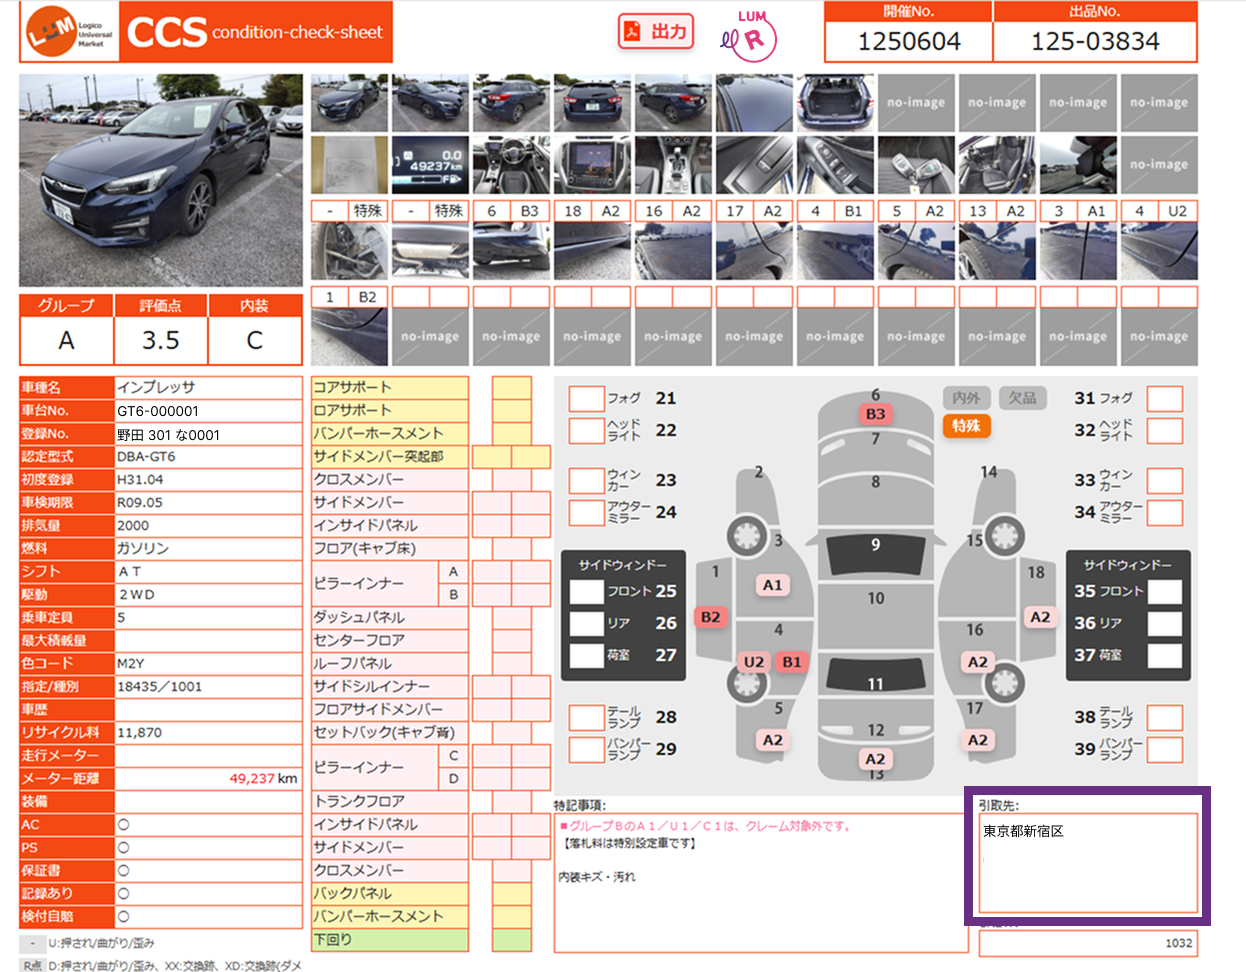 LUM Logico Universal Market
CCS condition-check-sheet
出力
LUM
R
開催No. 出品No.
1250604 125-03834
no-image no-image no-image no-image
0.0
49237km
no-image
- 特殊 - 特殊 6 B3 18 A2 16 A2 17 A2 4 B1 5 A2 13 A2 3 A1 4 U2
1 B2
no-image no-image no-image no-image no-image no-image no-image no-image no-image no-image
グループ 評価点 内装
A 3.5 C
車種名 インプレッサ
車台No. GT6-000001
登録No. 野田 301 な0001
認定型式 DBA-GT6
初度登録 H31.04
車検期限 R09.05
排気量 2000
燃料 ガソリン
シフト AT
駆動 2WD
乗車定員 5
最大積載量
色コード M2Y
指定/種別 18435/1001
車歴
リサイクル料 11,870
走行メーター
メーター距離 49,237 km
装備
AC ○
PS ○
保証書 ○
記録あり ○
検付自賠 ○
- U:押され/曲がり/歪み
R点 D:押され/曲がり/歪み、XX:交換跡、XD:交換跡(ダメ
コアサポート
ロアサポート
バンパーホースメント
サイドメンバー突起部
クロスメンバー
サイドメンバー
インサイドパネル
フロア(キャブ床)
ピラーインナー A
B
ダッシュパネル
センターフロア
ルーフパネル
サイドシルインナー
フロアサイドメンバー
セットバック(キャブ背)
ピラーインナー C
D
トランクフロア
インサイドパネル
サイドメンバー
クロスメンバー
バックパネル
バンパーホースメント
下回り
フォグ 21
ヘッドライト 22
ウィンカー 23
アウターミラー 24
サイドウィンドー
フロント 25
リア 26
荷室 27
テールランプ 28
バンパーランプ 29
内外 欠品
特殊
6
B3
7
8
2
14
3
9
15
1
A1
10
18
B2
A2
4
16
U2 B1
A2
11
5
17
12
A2
A2
A2
13
31 フォグ
32 ヘッドライト
33 ウィンカー
34 アウターミラー
サイドウィンドー
35 フロント
36 リア
37 荷室
38 テールランプ
39 バンパーランプ
特記事項:
■グループBのA1/U1/C1は、クレーム対象外です。
【落札料は特別設定車です】
内装キズ・汚れ
引取先:
東京都新宿区
1032